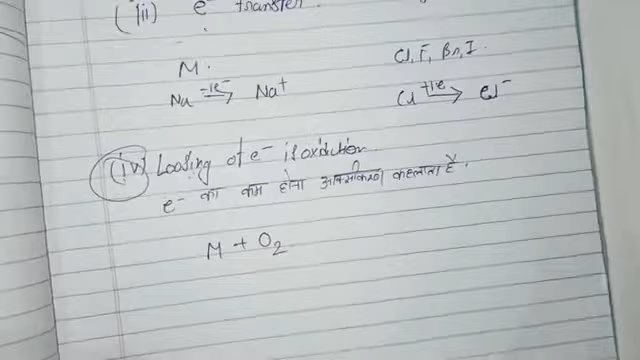 (iii) e⁻ transfer.
M. Cl, F, Br, I.
Na -1e⁻→ Na⁺ Cl +1e→ Cl⁻
(iv) Loosing of e⁻ is oxidction
e⁻ का कम होना आक्सीकरण कहलाता है.
M + O₂